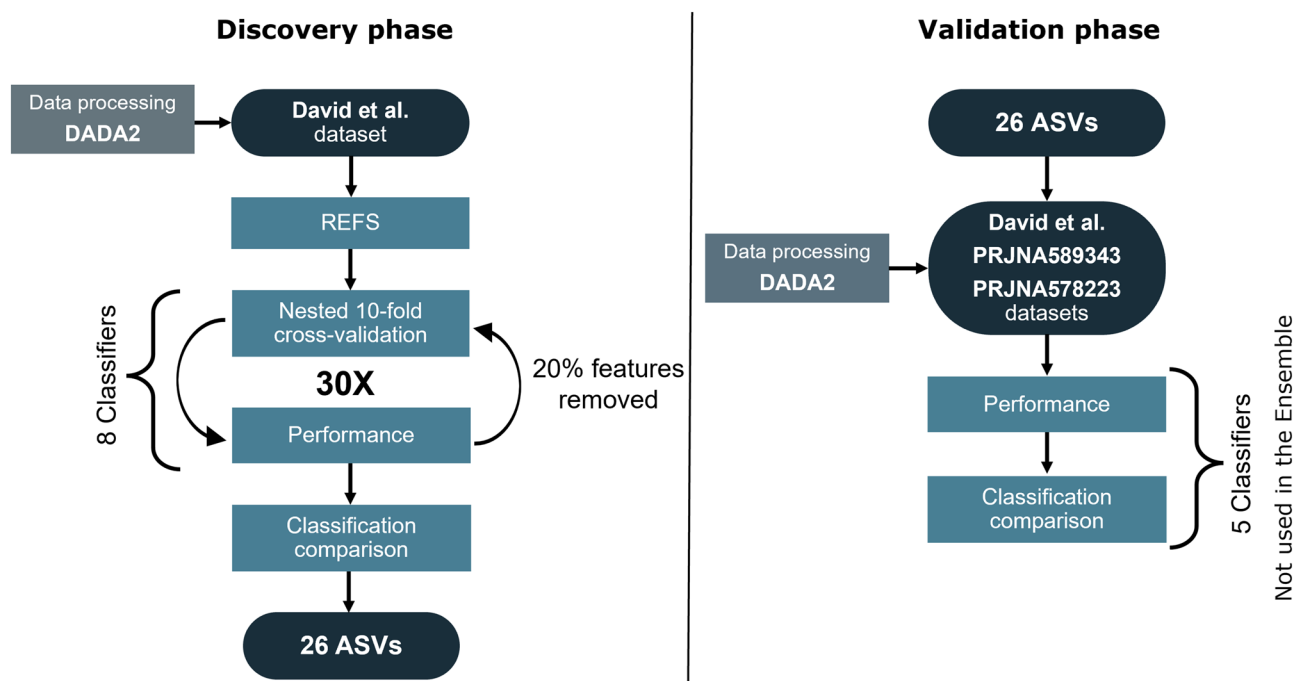 Discovery phase
Data processing
DADA2
David et al.
dataset
REFS
Nested 10-fold
cross-validation
8 Classifiers
30X
20% features
removed
Performance
Classification
comparison
26 ASVs
Validation phase
26 ASVs
David et al.
PRJNA589343
PRJNA578223
datasets
Data processing
DADA2
Performance
Classification
comparison
5 Classifiers
Not used in the Ensemble